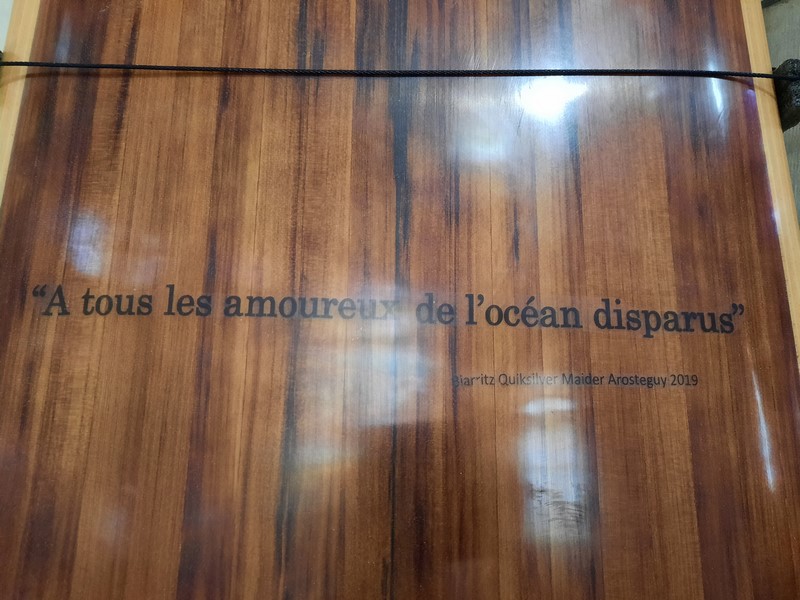 “A tous les amoureux de l’océan disparus”
Biarritz Quiksilver Maider Arosteguy 2019